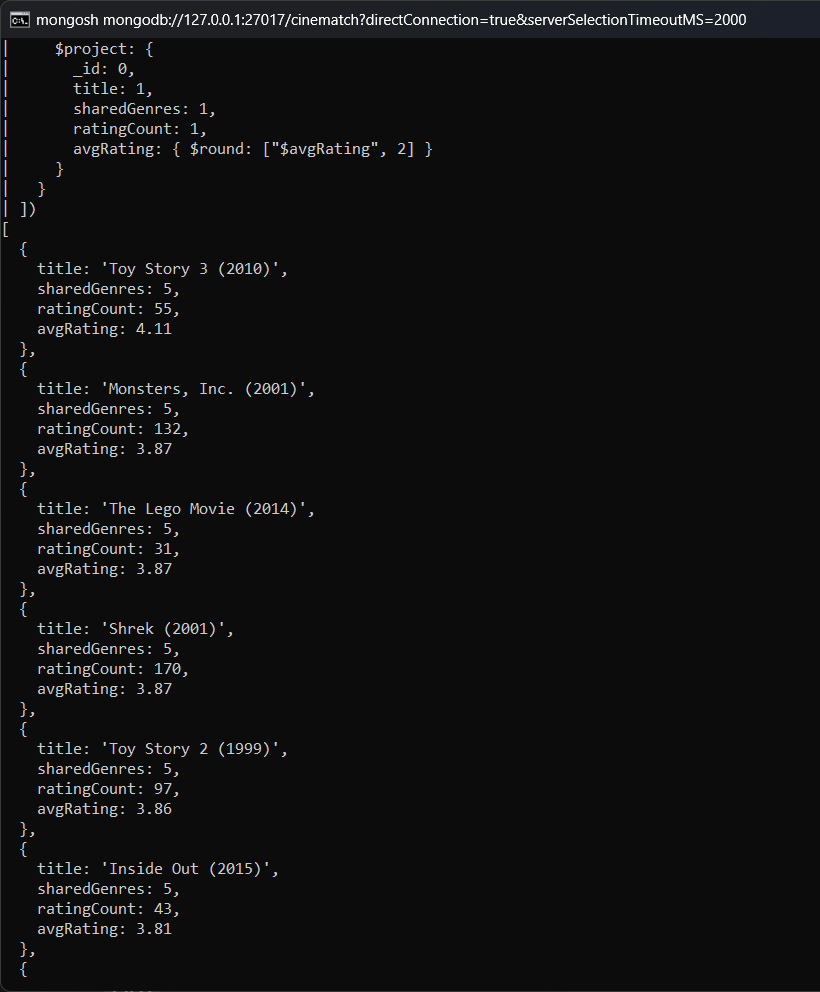 mongosh mongodb://127.0.0.1:27017/cinematch?directConnection=true&serverSelectionTimeoutMS=2000
|     $project: {
|       _id: 0,
|       title: 1,
|       sharedGenres: 1,
|       ratingCount: 1,
|       avgRating: { $round: ["$avgRating", 2] }
|     }
|   }
| ])
[
  {
    title: 'Toy Story 3 (2010)',
    sharedGenres: 5,
    ratingCount: 55,
    avgRating: 4.11
  },
  {
    title: 'Monsters, Inc. (2001)',
    sharedGenres: 5,
    ratingCount: 132,
    avgRating: 3.87
  },
  {
    title: 'The Lego Movie (2014)',
    sharedGenres: 5,
    ratingCount: 31,
    avgRating: 3.87
  },
  {
    title: 'Shrek (2001)',
    sharedGenres: 5,
    ratingCount: 170,
    avgRating: 3.87
  },
  {
    title: 'Toy Story 2 (1999)',
    sharedGenres: 5,
    ratingCount: 97,
    avgRating: 3.86
  },
  {
    title: 'Inside Out (2015)',
    sharedGenres: 5,
    ratingCount: 43,
    avgRating: 3.81
  },
  {